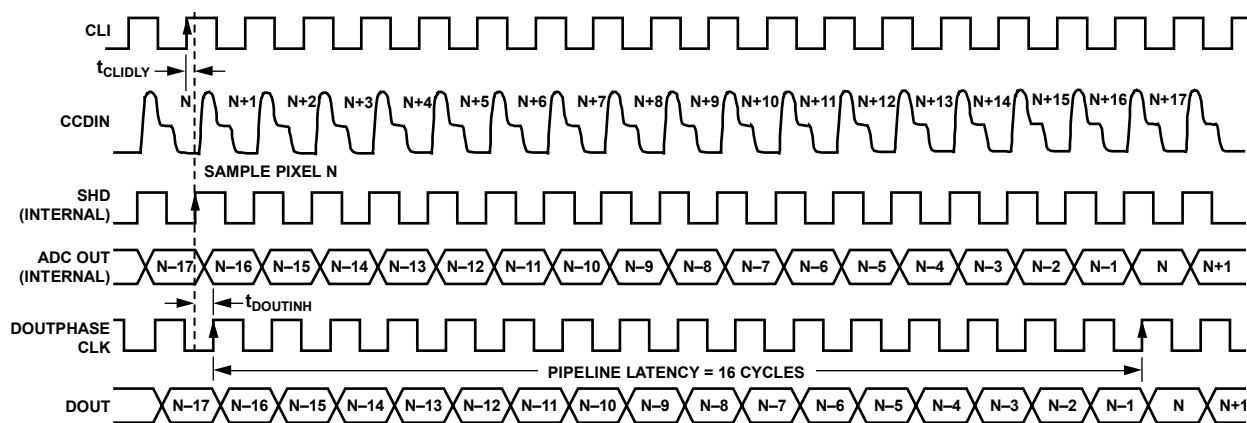 CLI
tCLIDLY
CCDIN
N N+1 N+2 N+3 N+4 N+5 N+6 N+7 N+8 N+9 N+10 N+11 N+12 N+13 N+14 N+15 N+16 N+17
SAMPLE PIXEL N
SHD
(INTERNAL)
ADC OUT
(INTERNAL)
N–17 N–16 N–15 N–14 N–13 N–12 N–11 N–10 N–9 N–8 N–7 N–6 N–5 N–4 N–3 N–2 N–1 N N+1
tDOUTINH
DOUTPHASE
CLK
PIPELINE LATENCY = 16 CYCLES
DOUT
N–17 N–16 N–15 N–14 N–13 N–12 N–11 N–10 N–9 N–8 N–7 N–6 N–5 N–4 N–3 N–2 N–1 N N+1